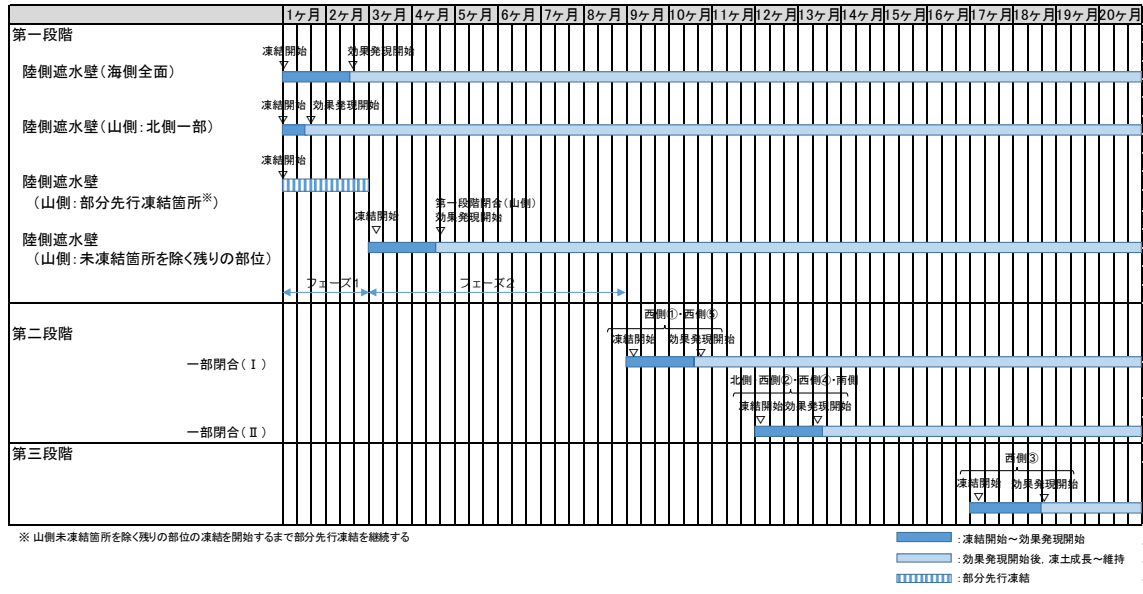 1ヶ月 2ヶ月 3ヶ月 4ヶ月 5ヶ月 6ヶ月 7ヶ月 8ヶ月 9ヶ月 10ヶ月 11ヶ月 12ヶ月 13ヶ月 14ヶ月 15ヶ月 16ヶ月 17ヶ月 18ヶ月 19ヶ月 20ヶ月
第一段階
凍結開始 効果発現開始
陸側遮水壁(海側全面)
凍結開始 効果発現開始
陸側遮水壁(山側:北側一部)
凍結開始
陸側遮水壁
(山側:部分先行凍結箇所※)
第一段階閉合(山側)
凍結開始 効果発現開始
陸側遮水壁
(山側:未凍結箇所を除く残りの部位)
フェーズ1 フェーズ2
第二段階
西側①・西側⑤
凍結開始 効果発現開始
一部閉合(Ⅰ)
北側・西側②・西側④・南側
凍結開始 効果発現開始
一部閉合(Ⅱ)
第三段階
西側③
凍結開始 効果発現開始
※ 山側未凍結箇所を除く残りの部位の凍結を開始するまで部分先行凍結を継続する
:凍結開始~効果発現開始
:効果発現開始後,凍土成長~維持
:部分先行凍結